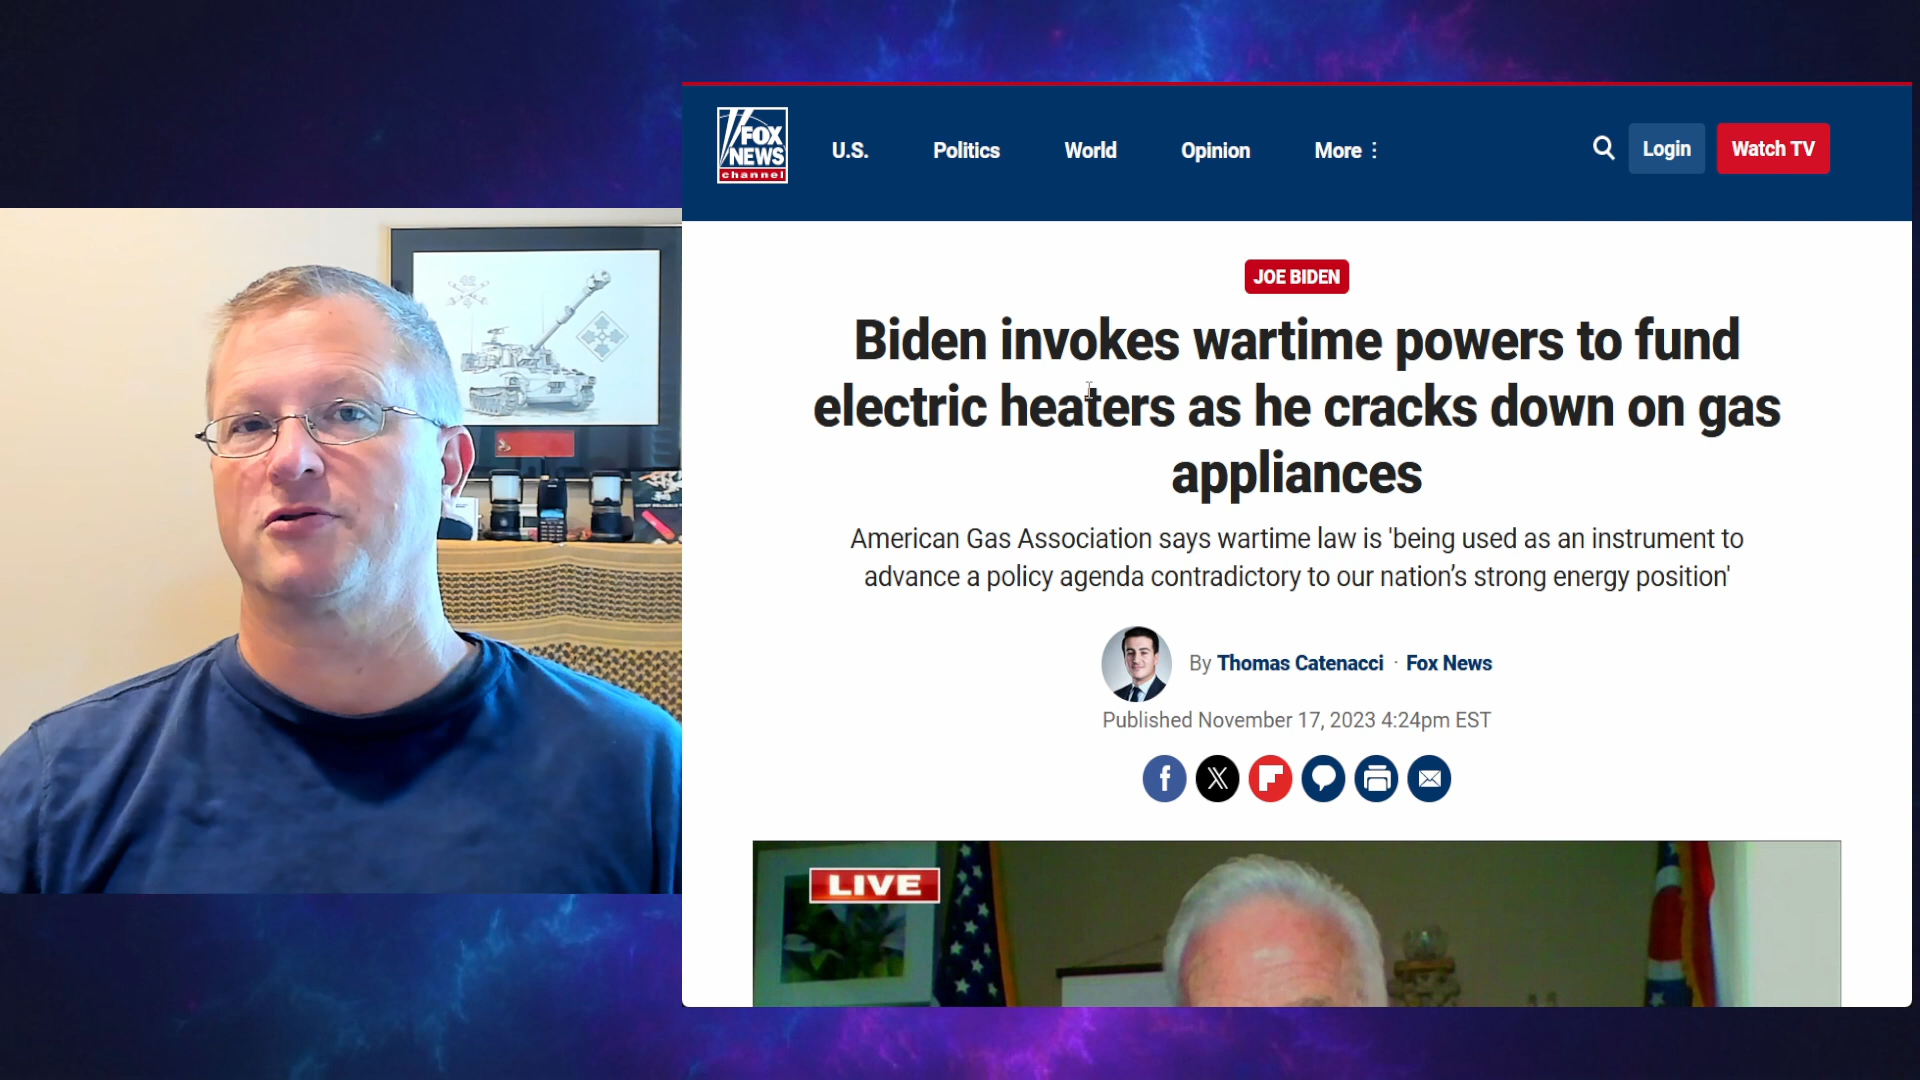 FOX
NEWS
channel
U.S.
Politics
World
Opinion
More
Login
Watch TV
JOE BIDEN
Biden invokes wartime powers to fund
electric heaters as he cracks down on gas
appliances
American Gas Association says wartime law is 'being used as an instrument to
advance a policy agenda contradictory to our nation’s strong energy position'
By Thomas Catenacci · Fox News
Published November 17, 2023 4:24pm EST
LIVE